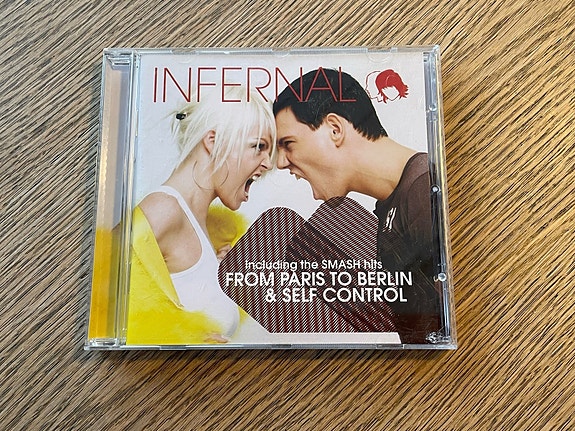 INFERNAL
including the SMASH hits
FROM PARIS TO BERLIN
& SELF CONTROL